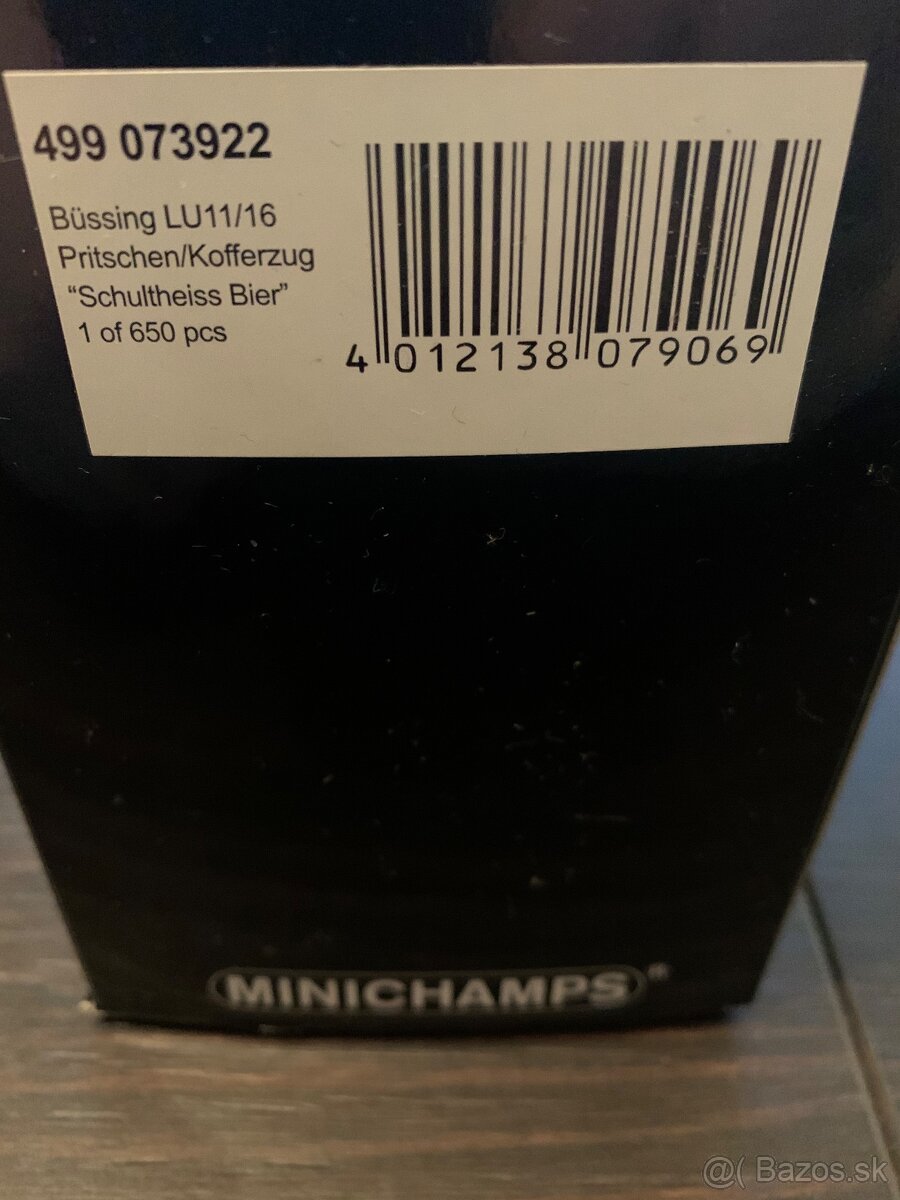 499 073922
Büssing LU11/16
Pritschen/Kofferzug
“Schultheiss Bier”
1 of 650 pcs
4 012138 079069
MINICHAMPS®
@( Bazos.sk